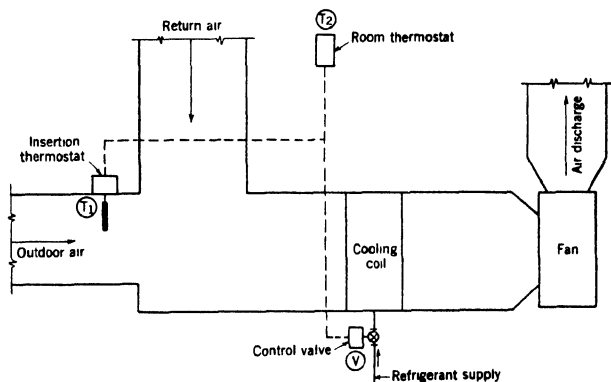 T2
Return air
Room thermostat
Insertion
thermostat
T1
Outdoor air
Air discharge
Cooling
coil
Fan
Control valve
V
Refrigerant supply